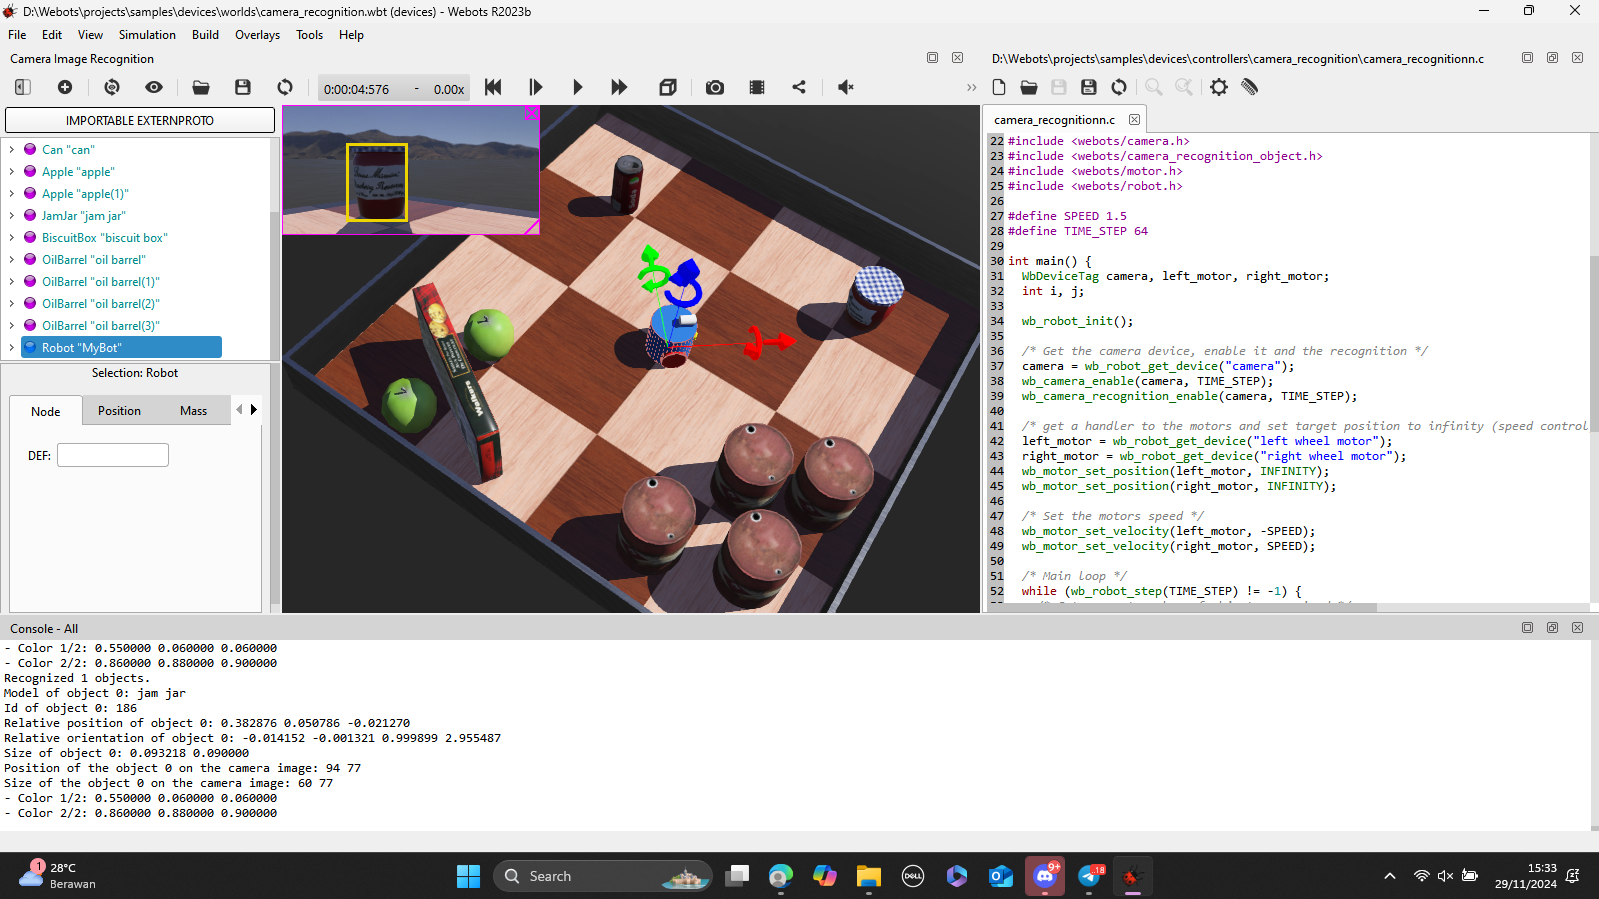 D:\Webots\projects\samples\devices\worlds\camera_recognition.wbt (devices) - Webots R2023b
File Edit View Simulation Build Overlays Tools Help
Camera Image Recognition
D:\Webots\projects\samples\devices\controllers\camera_recognition\camera_recognitionn.c
0:00:04:576 - 0.00x
IMPORTABLE EXTERNPROTO
Can "can"
Apple "apple"
Apple "apple(1)"
JamJar "jam jar"
BiscuitBox "biscuit box"
OilBarrel "oil barrel"
OilBarrel "oil barrel(1)"
OilBarrel "oil barrel(2)"
OilBarrel "oil barrel(3)"
Robot "MyBot"
Selection: Robot
Node Position Mass
DEF:
Walkers
camera_recognitionn.c
22 #include <webots/camera.h>
23 #include <webots/camera_recognition_object.h>
24 #include <webots/motor.h>
25 #include <webots/robot.h>
26
27 #define SPEED 1.5
28 #define TIME_STEP 64
29
30 int main() {
31 WbDeviceTag camera, left_motor, right_motor;
32 int i, j;
33
34 wb_robot_init();
35
36 /* Get the camera device, enable it and the recognition */
37 camera = wb_robot_get_device("camera");
38 wb_camera_enable(camera, TIME_STEP);
39 wb_camera_recognition_enable(camera, TIME_STEP);
40
41 /* get a handler to the motors and set target position to infinity (speed control
42 left_motor = wb_robot_get_device("left wheel motor");
43 right_motor = wb_robot_get_device("right wheel motor");
44 wb_motor_set_position(left_motor, INFINITY);
45 wb_motor_set_position(right_motor, INFINITY);
46
47 /* Set the motors speed */
48 wb_motor_set_velocity(left_motor, -SPEED);
49 wb_motor_set_velocity(right_motor, SPEED);
50
51 /* Main loop */
52 while (wb_robot_step(TIME_STEP) != -1) {
Console - All
- Color 1/2: 0.550000 0.060000 0.060000
- Color 2/2: 0.860000 0.880000 0.900000
Recognized 1 objects.
Model of object 0: jam jar
Id of object 0: 186
Relative position of object 0: 0.382876 0.050786 -0.021270
Relative orientation of object 0: -0.014152 -0.001321 0.999899 2.955487
Size of object 0: 0.093218 0.090000
Position of the object 0 on the camera image: 94 77
Size of the object 0 on the camera image: 60 77
- Color 1/2: 0.550000 0.060000 0.060000
- Color 2/2: 0.860000 0.880000 0.900000
1
28°C
Berawan
Search
DELL
9+
18
15:33
29/11/2024